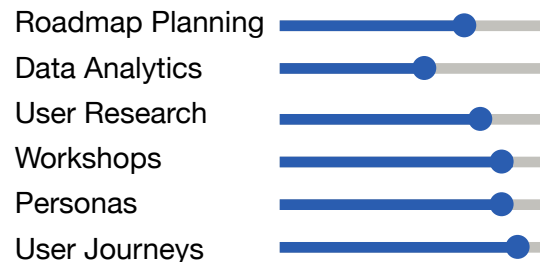 Roadmap Planning
Data Analytics
User Research
Workshops
Personas
User Journeys